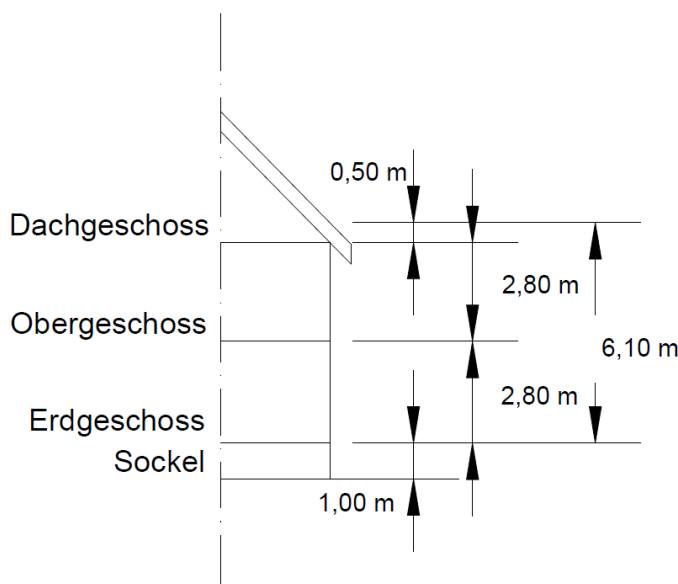 0,50 m
Dachgeschoss
2,80 m
Obergeschoss
6,10 m
2,80 m
Erdgeschoss
Sockel
1,00 m